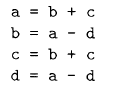 a = b + c
b = a - d
c = b + c
d = a - d